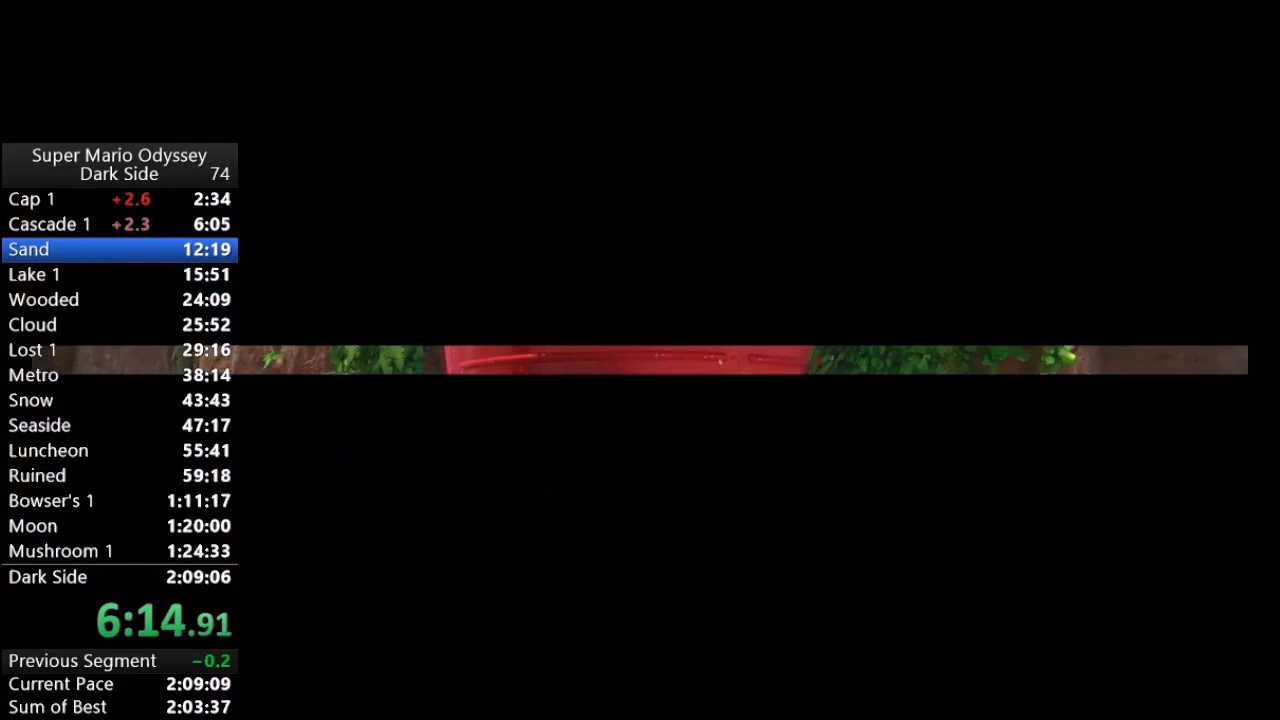 Super Mario Odyssey
Dark Side 74
Cap 1 +2.6 2:34
Cascade 1 +2.3 6:05
Sand 12:19
Lake 1 15:51
Wooded 24:09
Cloud 25:52
Lost 1 29:16
Metro 38:14
Snow 43:43
Seaside 47:17
Luncheon 55:41
Ruined 59:18
Bowser's 1 1:11:17
Moon 1:20:00
Mushroom 1 1:24:33
Dark Side 2:09:06
6:14.91
Previous Segment −0.2
Current Pace 2:09:09
Sum of Best 2:03:37